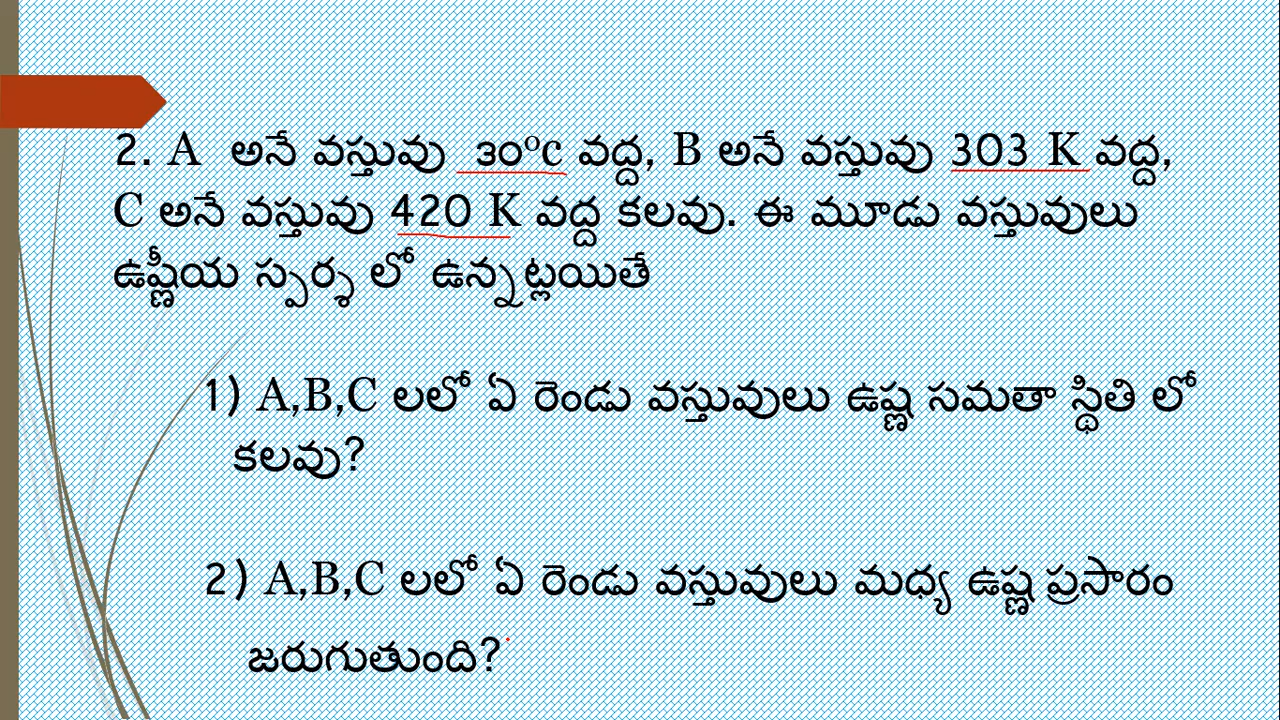 2. A అనే వస్తువు 30°c వద్ద, B అనే వస్తువు 303 K వద్ద,
C అనే వస్తువు 420 K వద్ద కలవు. ఈ మూడు వస్తువులు
ఉష్ణీయ స్పర్శ లో ఉన్నట్లయితే
1) A,B,C లలో ఏ రెండు వస్తువులు ఉష్ణ సమతా స్థితి లో
కలవు?
2) A,B,C లలో ఏ రెండు వస్తువులు మధ్య ఉష్ణ ప్రసారం
జరుగుతుంది?